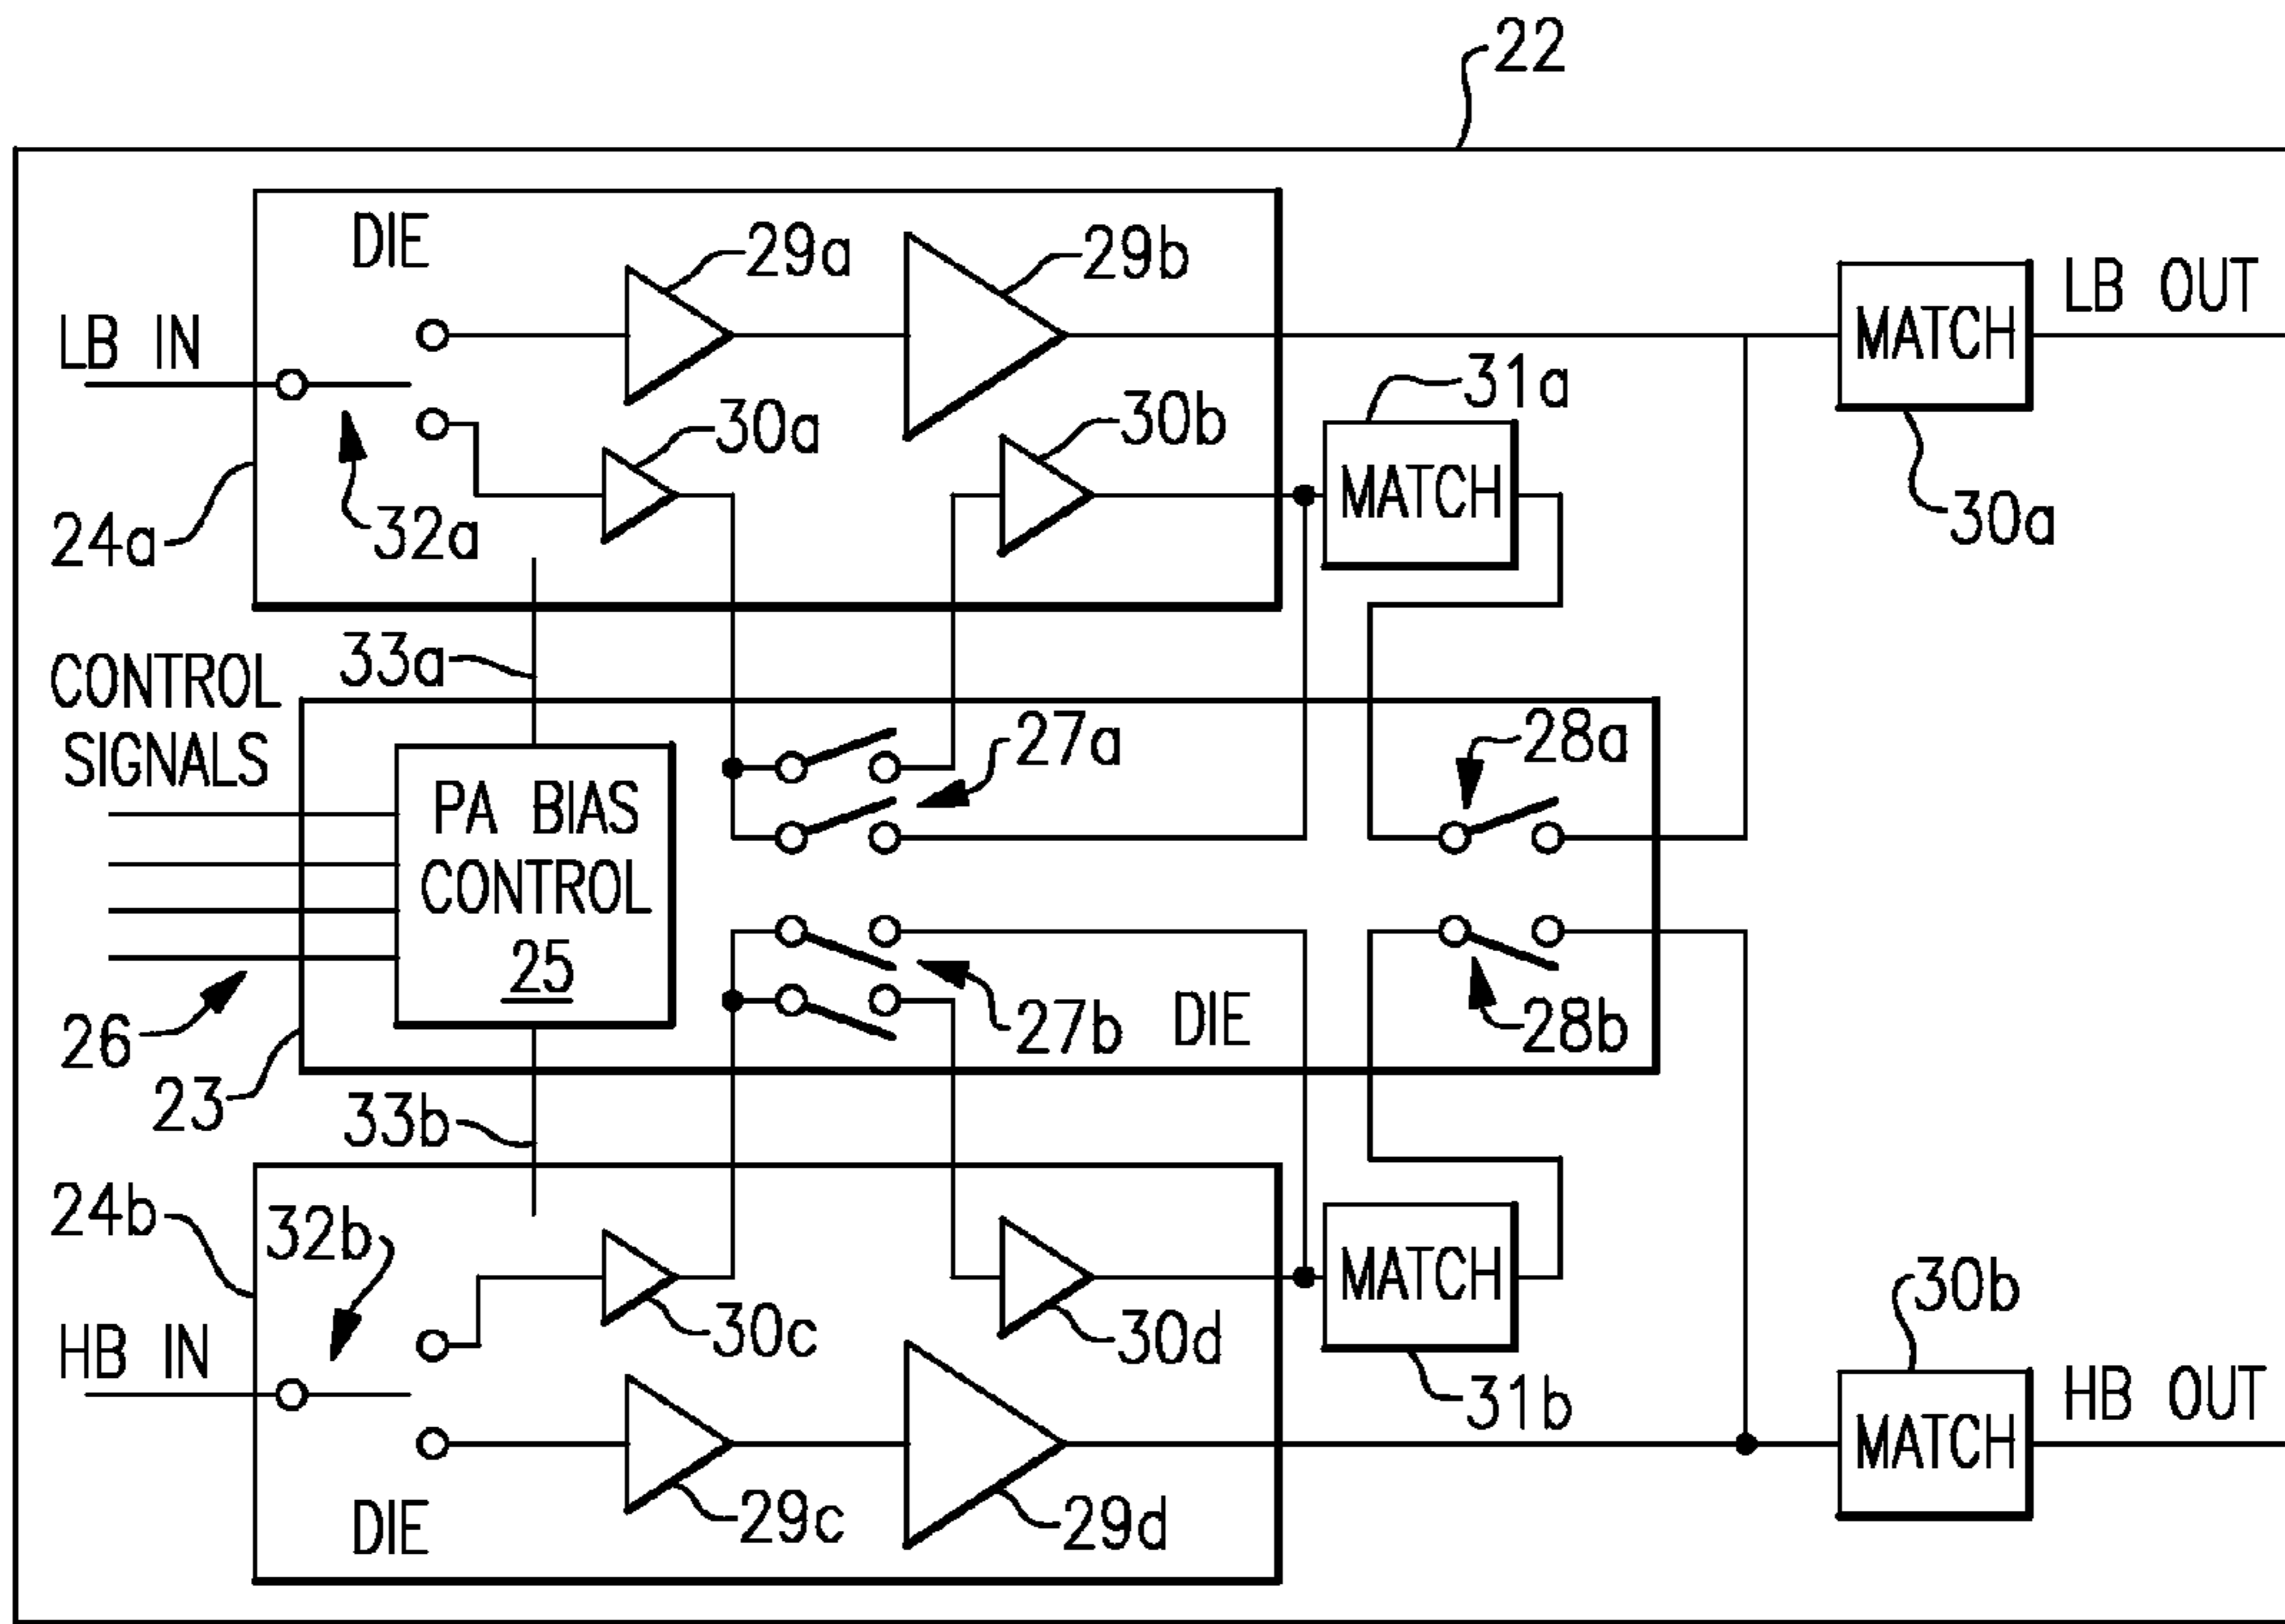 22
DIE
29a
29b
LB IN
MATCH
LB OUT
31a
30a
30b
MATCH
30a
24a
32a
33a
CONTROL
SIGNALS
27a
28a
PA BIAS
CONTROL
25
26
27b
DIE
28b
23
33b
24b
32b
MATCH
30b
30c
30d
HB IN
31b
MATCH
HB OUT
29c
29d
DIE